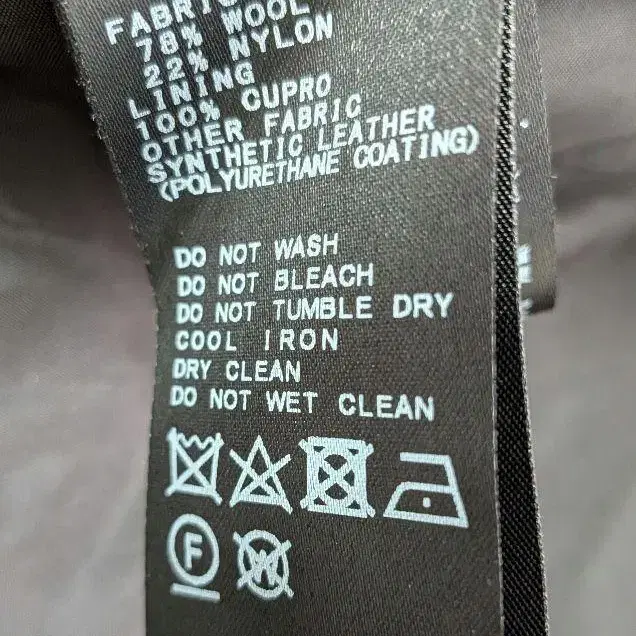 FABRIC
78% WOOL
22% NYLON
LINING
100% CUPRO
OTHER FABRIC
SYNTHETIC LEATHER
(POLYURETHANE COATING)
DO NOT WASH
DO NOT BLEACH
DO NOT TUMBLE DRY
COOL IRON
DRY CLEAN
DO NOT WET CLEAN
F W